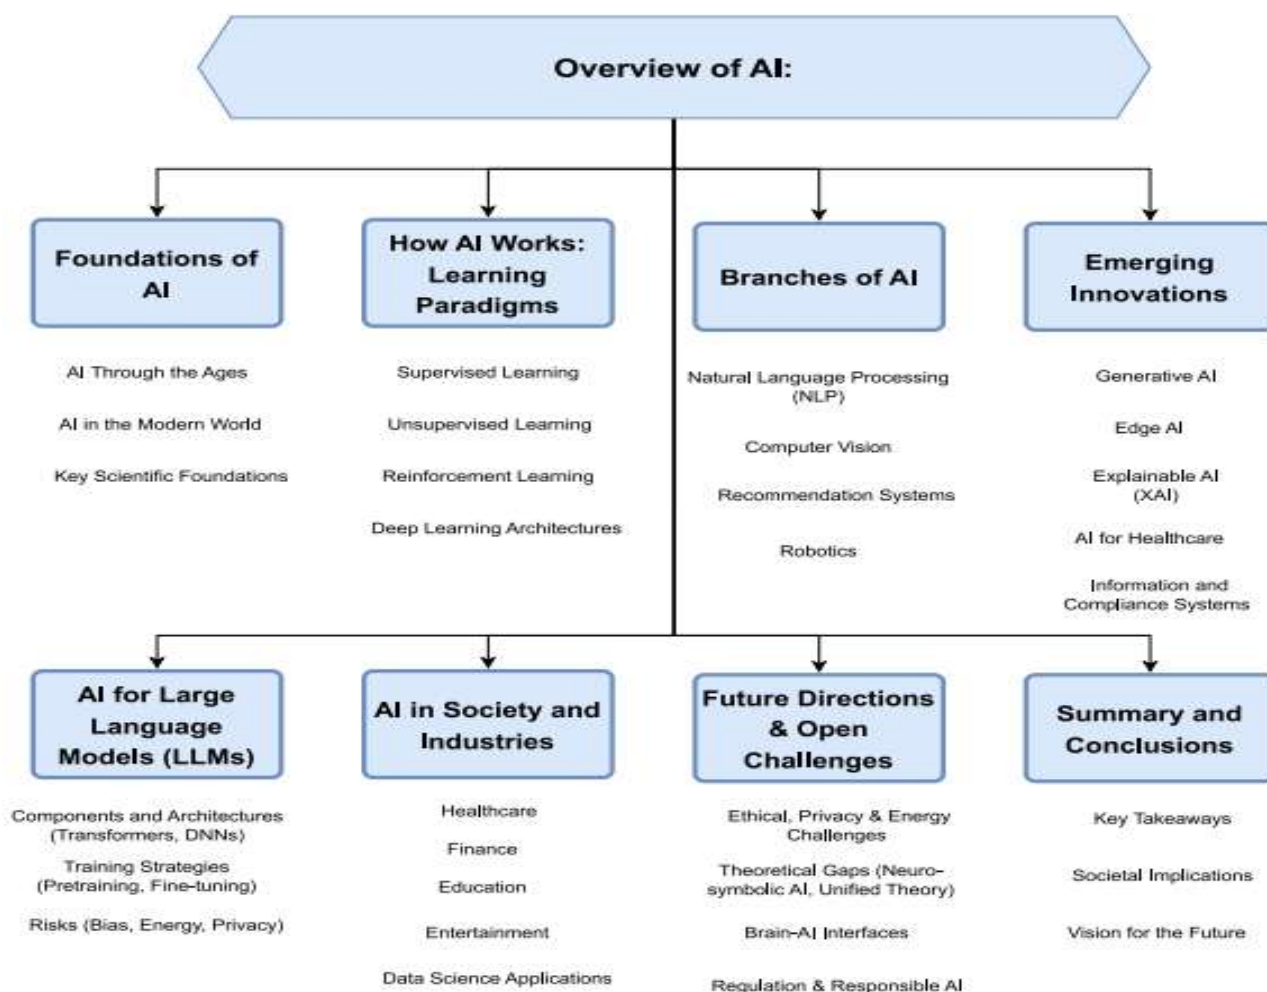 Overview of AI:
Foundations of
AI
AI Through the Ages
AI in the Modern World
Key Scientific Foundations
How AI Works:
Learning
Paradigms
Supervised Learning
Unsupervised Learning
Reinforcement Learning
Deep Learning Architectures
Branches of AI
Natural Language Processing
(NLP)
Computer Vision
Recommendation Systems
Robotics
Emerging
Innovations
Generative AI
Edge AI
Explainable AI
(XAI)
AI for Healthcare
Information and
Compliance Systems
AI for Large
Language
Models (LLMs)
Components and Architectures
(Transformers, DNNs)
Training Strategies
(Pretraining, Fine-tuning)
Risks (Bias, Energy, Privacy)
AI in Society and
Industries
Healthcare
Finance
Education
Entertainment
Data Science Applications
Future Directions
& Open
Challenges
Ethical, Privacy & Energy
Challenges
Theoretical Gaps (Neuro-
symbolic AI, Unified Theory)
Brain-AI Interfaces
Regulation & Responsible AI
Summary and
Conclusions
Key Takeaways
Societal Implications
Vision for the Future